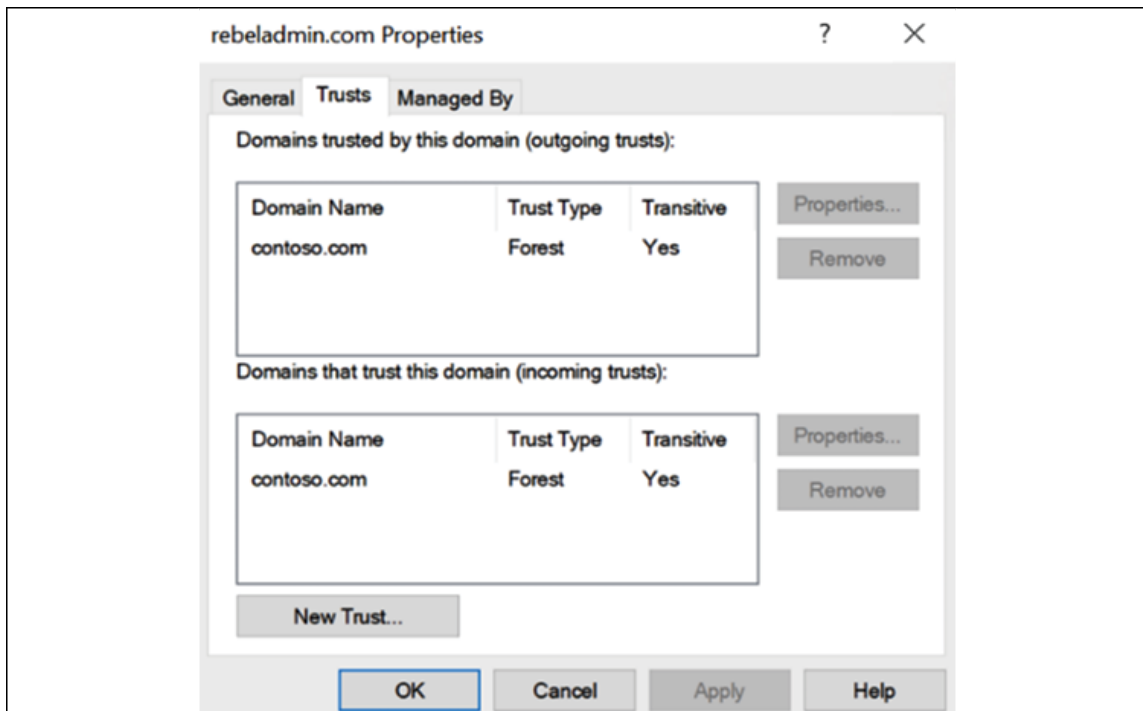 rebeladmin.com Properties ? ×
General Trusts Managed By
Domains trusted by this domain (outgoing trusts):
Domain Name Trust Type Transitive Properties...
contoso.com Forest Yes Remove
Domains that trust this domain (incoming trusts):
Domain Name Trust Type Transitive Properties...
contoso.com Forest Yes Remove
New Trust...
OK Cancel Apply Help